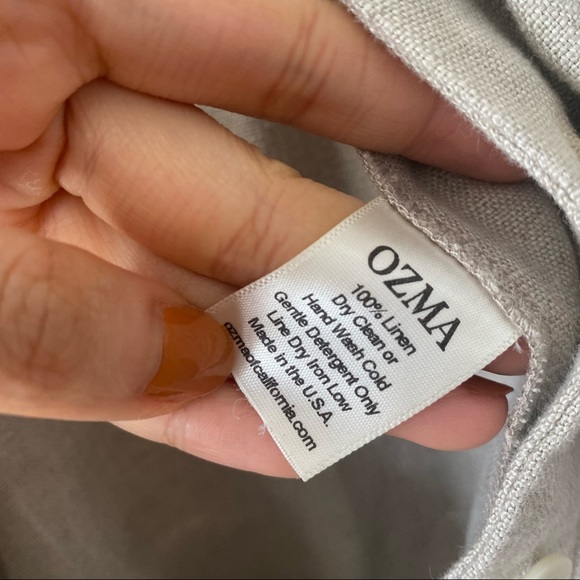 OZMA
100% Linen
Dry Clean or
Hand Wash Cold
Gentle Detergent Only
Line Dry Iron Low
Made in the U.S.A.
ozmaofcalifornia.com